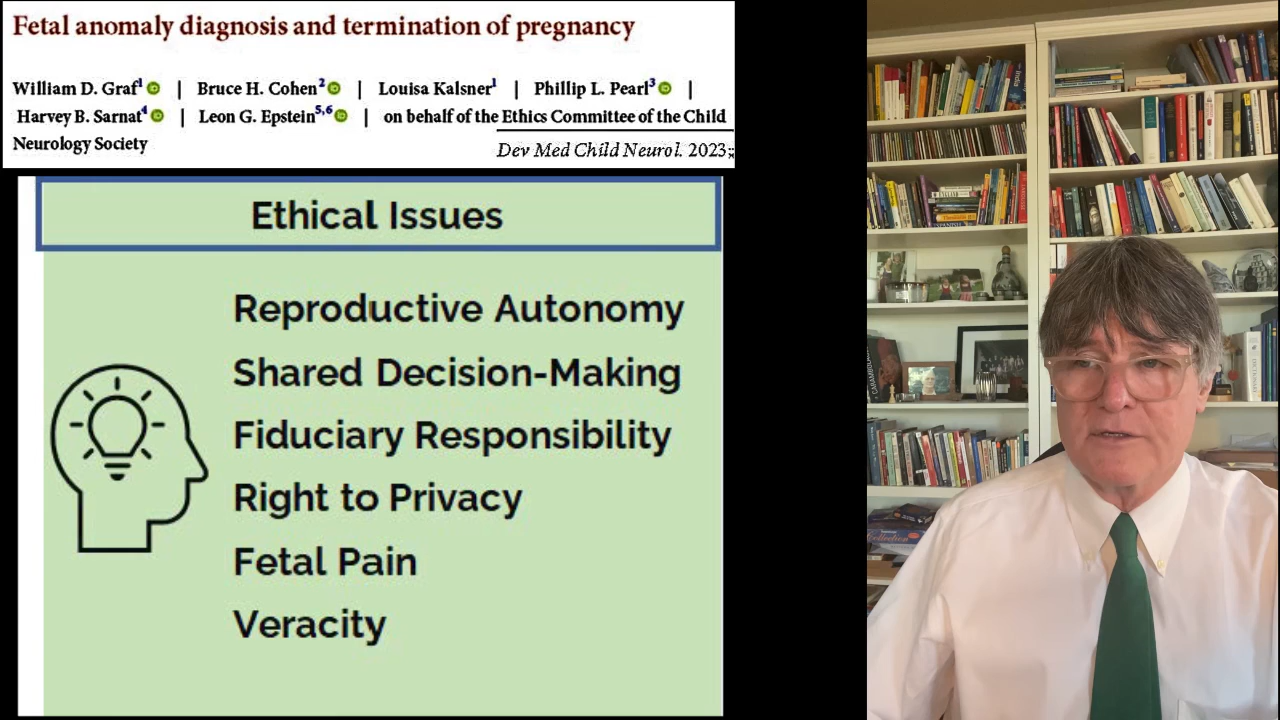 Fetal anomaly diagnosis and termination of pregnancy
William D. Graf¹ | Bruce H. Cohen² | Louisa Kalsner¹ | Phillip L. Pearl³ |
Harvey B. Sarnat⁴ | Leon G. Epstein⁵,⁶ | on behalf of the Ethics Committee of the Child
Neurology Society
Dev Med Child Neurol. 2023;
Ethical Issues
Reproductive Autonomy
Shared Decision-Making
Fiduciary Responsibility
Right to Privacy
Fetal Pain
Veracity